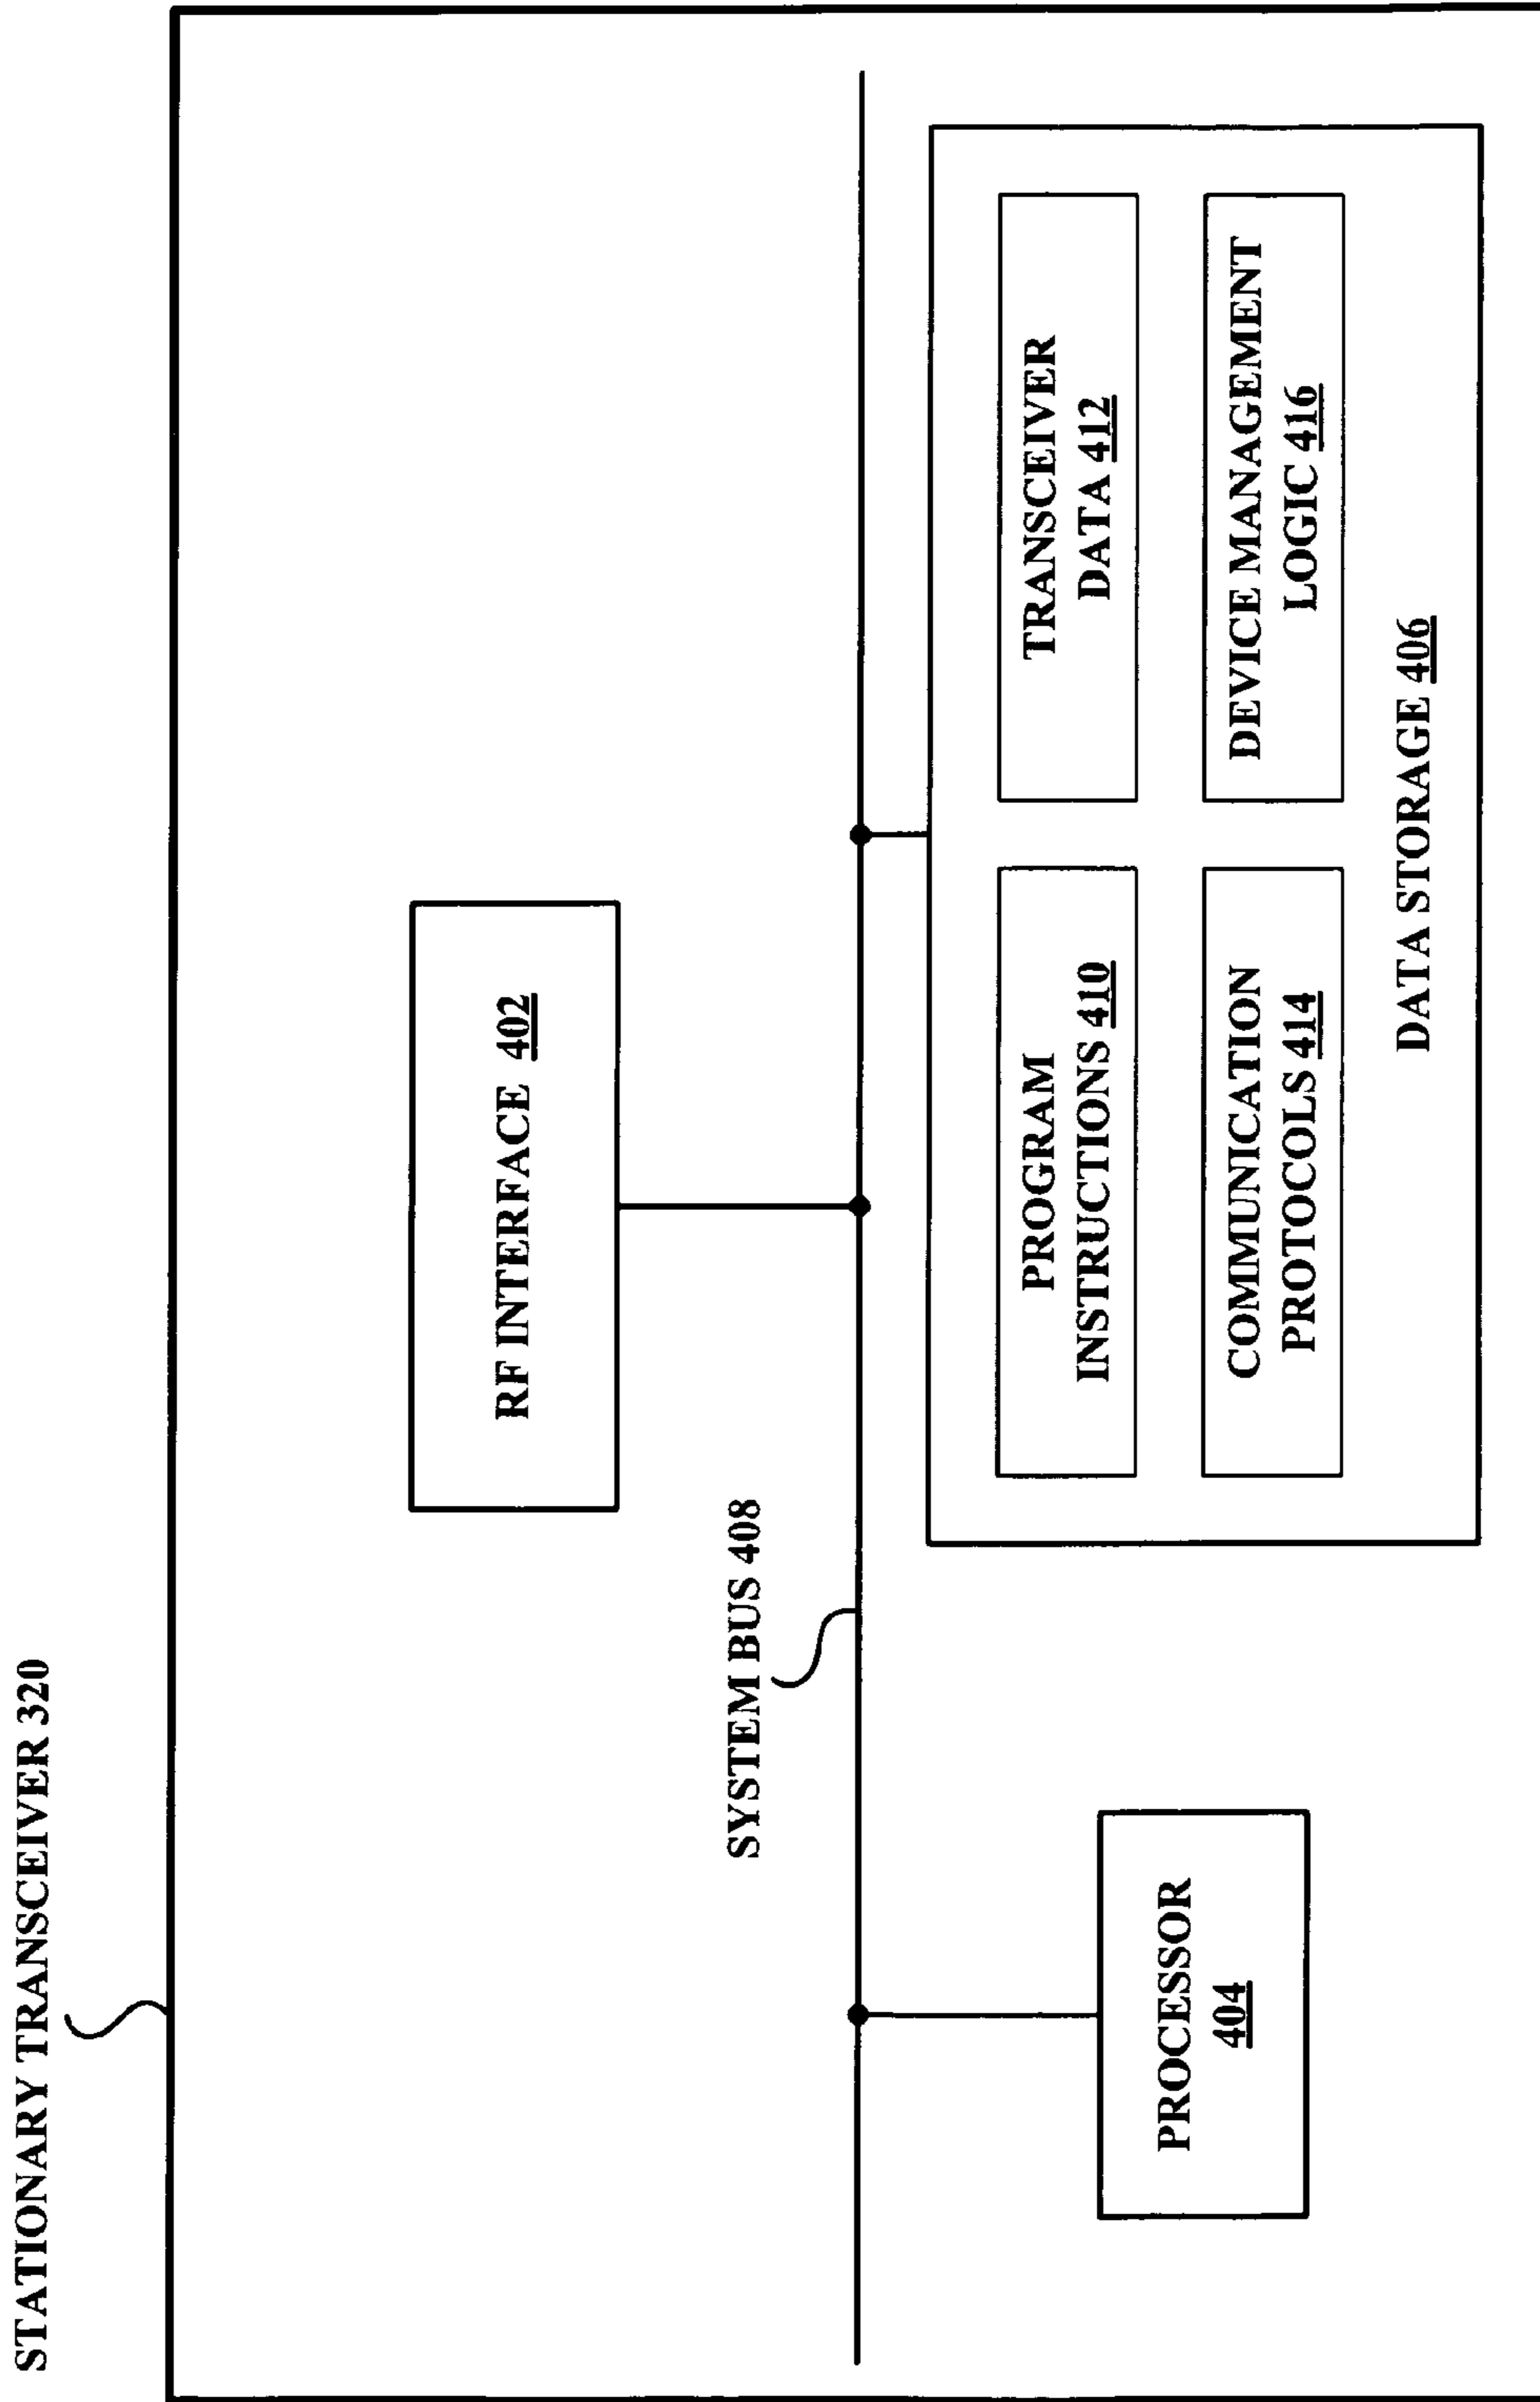 STATIONARY TRANSCEIVER 320
RF INTERFACE 402
SYSTEM BUS 408
PROCESSOR
404
PROGRAM
INSTRUCTIONS 410
TRANSCEIVER
DATA 412
COMMUNICATION
PROTOCOLS 414
DEVICE MANAGEMENT
LOGIC 416
DATA STORAGE 406